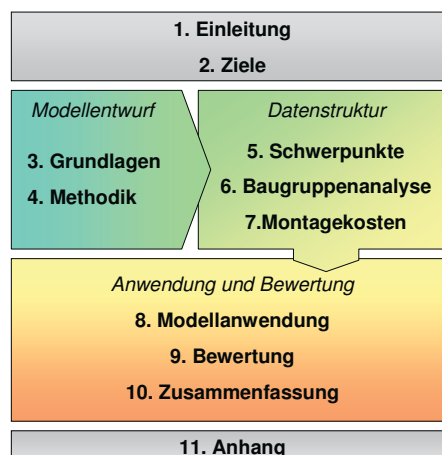 1. Einleitung
2. Ziele
Modellentwurf
3. Grundlagen
4. Methodik
Datenstruktur
5. Schwerpunkte
6. Baugruppenanalyse
7.Montagekosten
Anwendung und Bewertung
8. Modellanwendung
9. Bewertung
10. Zusammenfassung
11. Anhang